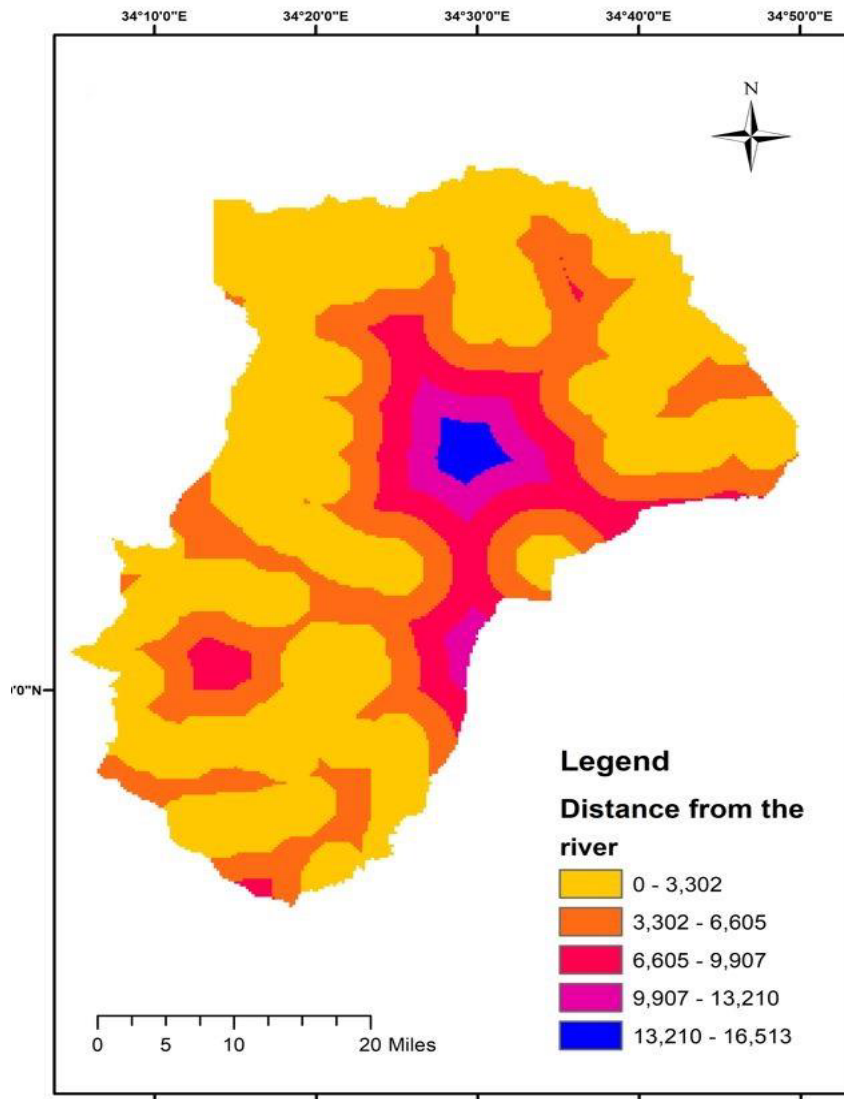 34°10'0"E 34°20'0"E 34°30'0"E 34°40'0"E 34°50'0"E
N
'0"N
Legend
Distance from the
river
0 - 3,302
3,302 - 6,605
6,605 - 9,907
9,907 - 13,210
13,210 - 16,513
0 5 10 20 Miles